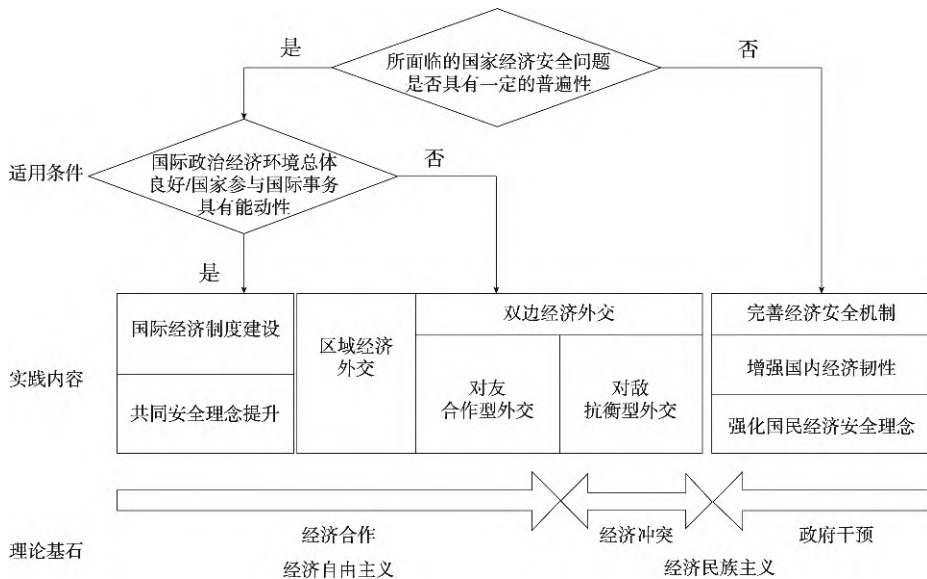 是
所面临的国家经济安全问题
是否具有一定的普遍性
否
适用条件
国际政治经济环境总体
良好/国家参与国际事务
具有能动性
否
是
实践内容
国际经济制度建设
共同安全理念提升
区域经济
外交
双边经济外交
对友
合作型外交
对敌
抗衡型外交
完善经济安全机制
增强国内经济韧性
强化国民经济安全理念
理论基石
经济合作
经济冲突
政府干预
经济自由主义
经济民族主义